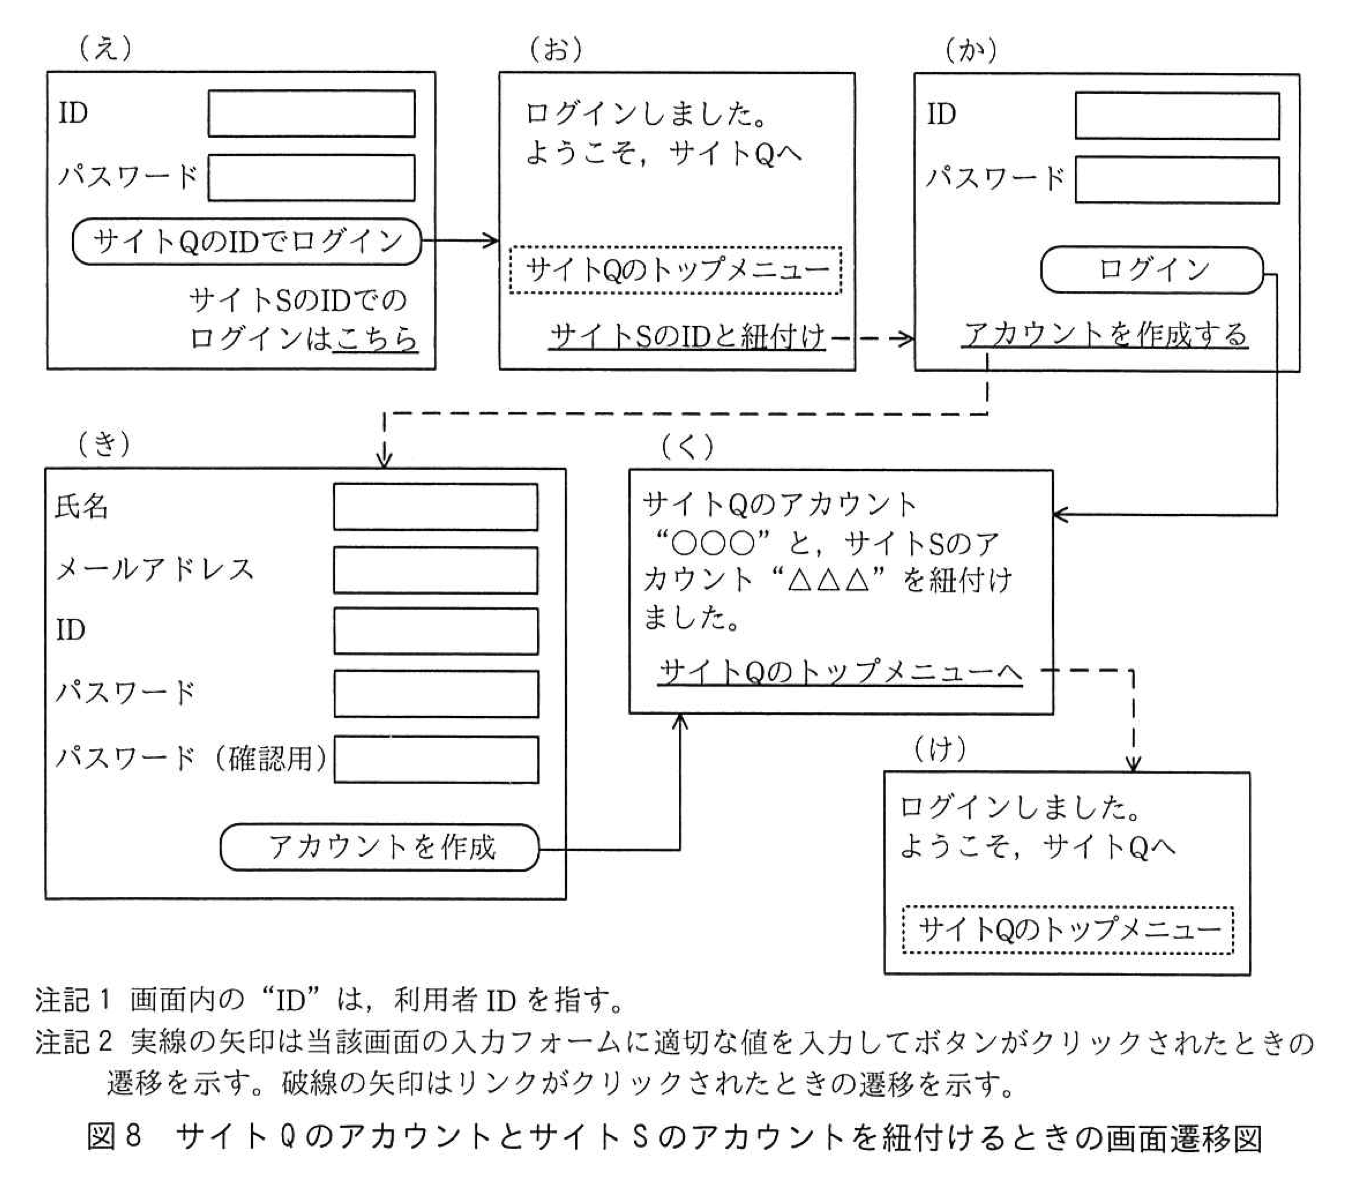 （え）
ID
パスワード
サイトQのIDでログイン
サイトSのIDでの
ログインはこちら
（お）
ログインしました。
ようこそ，サイトQへ
サイトQのトップメニュー
サイトSのIDと紐付け
（か）
ID
パスワード
ログイン
アカウントを作成する
（き）
氏名
メールアドレス
ID
パスワード
パスワード（確認用）
アカウントを作成
（く）
サイトQのアカウント
“○○○”と，サイトSのア
カウント“△△△”を紐付け
ました。
サイトQのトップメニューへ
（け）
ログインしました。
ようこそ，サイトQへ
サイトQのトップメニュー
注記1 画面内の“ID”は，利用者 ID を指す。
注記2 実線の矢印は当該画面の入力フォームに適切な値を入力してボタンがクリックされたときの
遷移を示す。破線の矢印はリンクがクリックされたときの遷移を示す。
図8 サイトQのアカウントとサイトSのアカウントを紐付けるときの画面遷移図